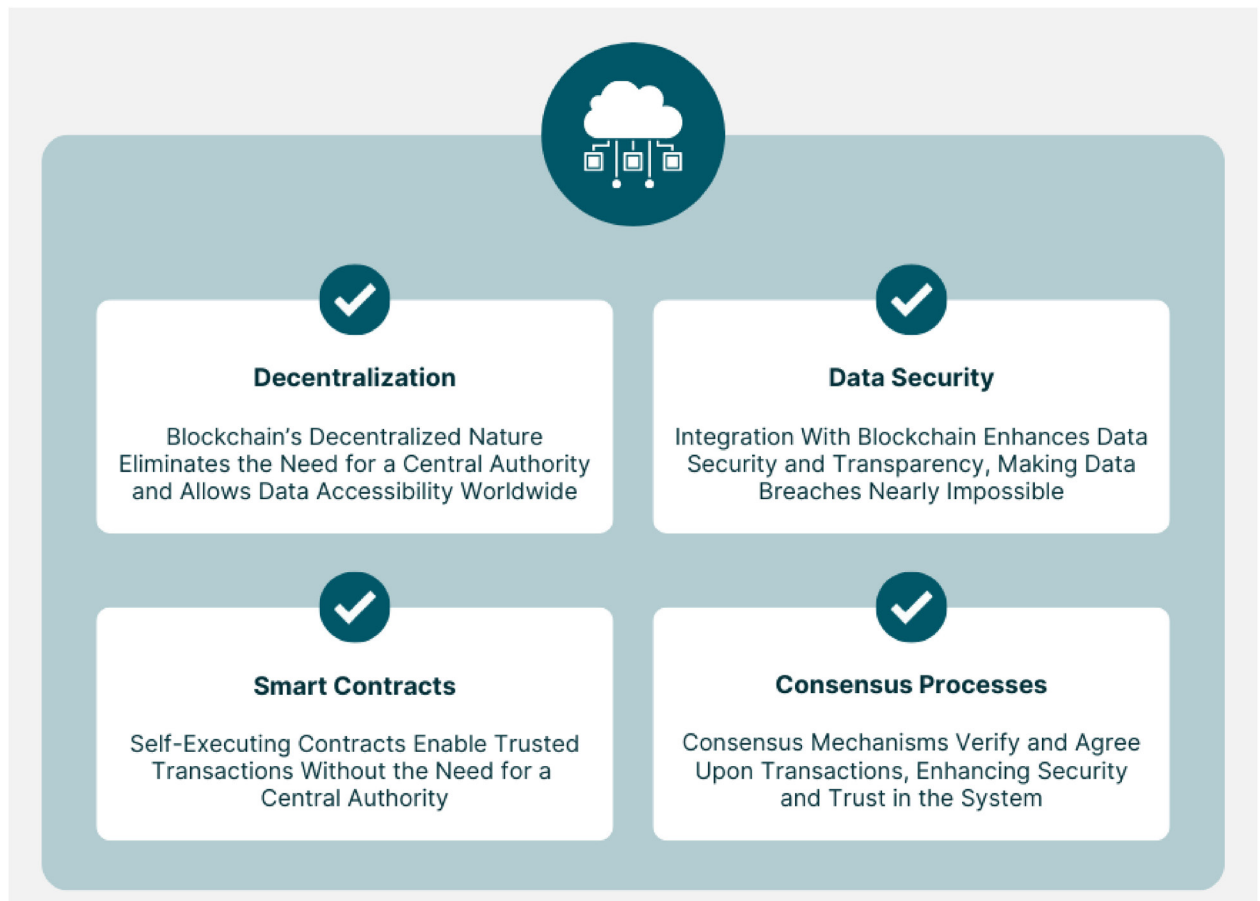 Decentralization
Blockchain’s Decentralized Nature
Eliminates the Need for a Central Authority
and Allows Data Accessibility Worldwide
Data Security
Integration With Blockchain Enhances Data
Security and Transparency, Making Data
Breaches Nearly Impossible
Smart Contracts
Self-Executing Contracts Enable Trusted
Transactions Without the Need for a
Central Authority
Consensus Processes
Consensus Mechanisms Verify and Agree
Upon Transactions, Enhancing Security
and Trust in the System